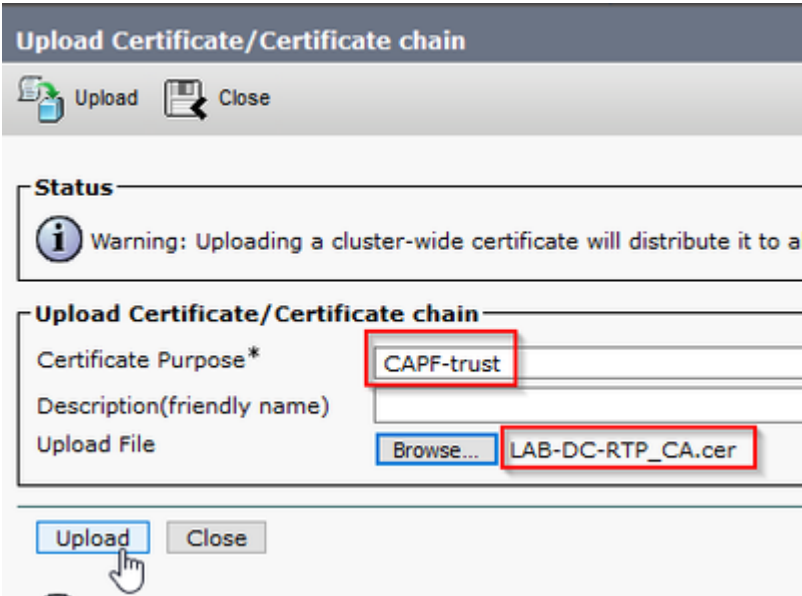 Upload Certificate/Certificate chain
Upload Close
Status
Warning: Uploading a cluster-wide certificate will distribute it to a
Upload Certificate/Certificate chain
Certificate Purpose* CAPF-trust
Description(friendly name)
Upload File Browse... LAB-DC-RTP_CA.cer
Upload Close